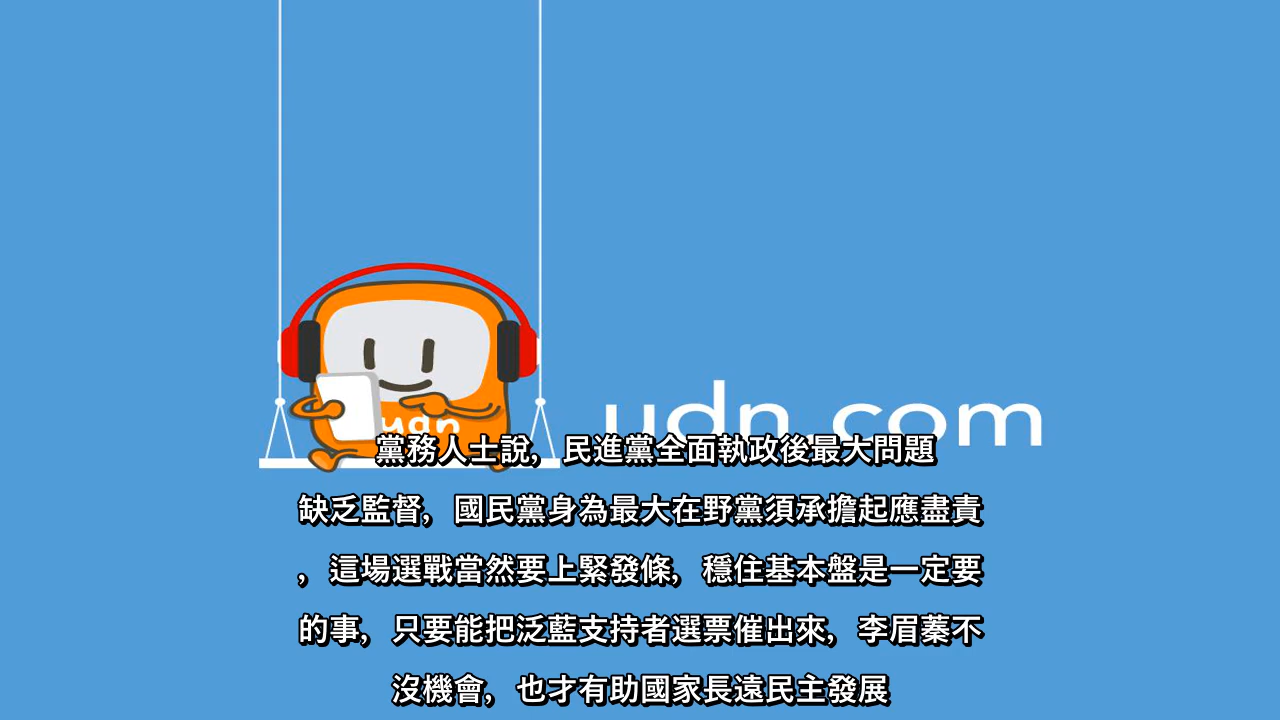 udn.com
udn
黨務人士說,民進黨全面執政後最大問題
缺乏監督,國民黨身為最大在野黨須承擔起應盡責
,這場選戰當然要上緊發條,穩住基本盤是一定要
的事,只要能把泛藍支持者選票催出來,李眉蓁不
沒機會,也才有助國家長遠民主發展